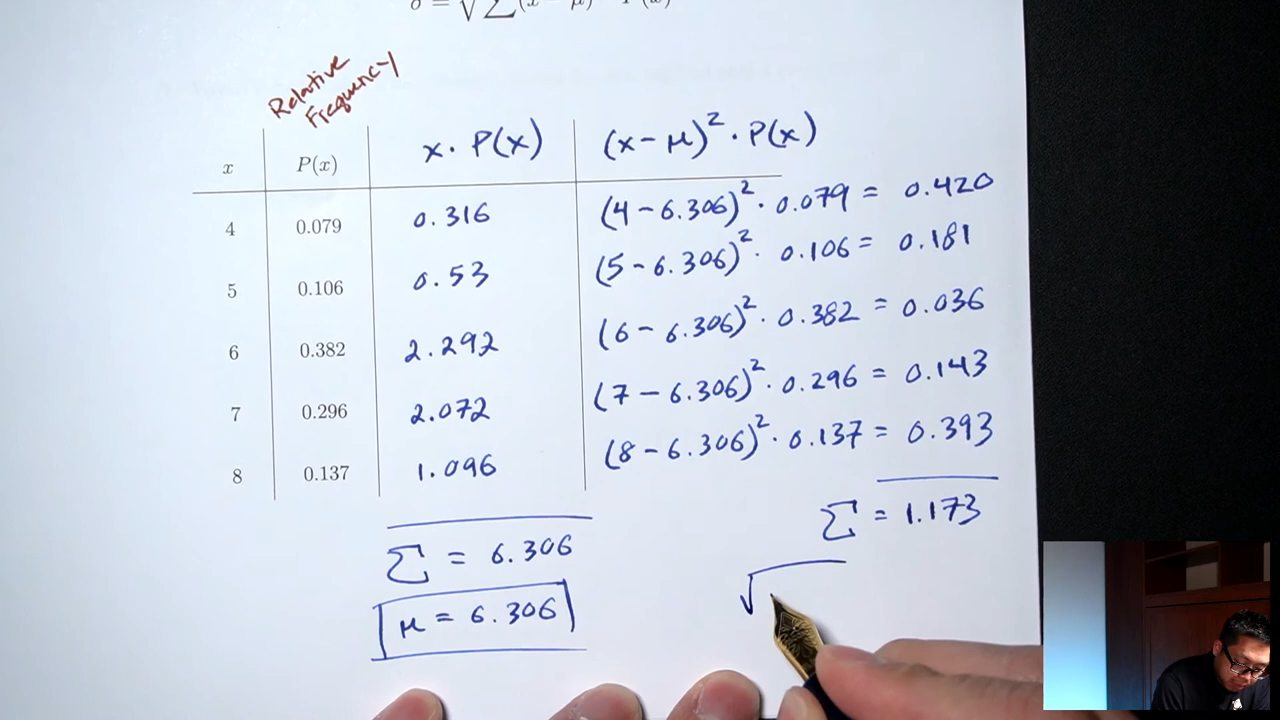 Relative
Frequency
x P(x) x · P(x) (x − μ)² · P(x)
4 0.079 0.316 (4 − 6.306)² · 0.079 = 0.420
5 0.106 0.53 (5 − 6.306)² · 0.106 = 0.181
6 0.382 2.292 (6 − 6.306)² · 0.382 = 0.036
7 0.296 2.072 (7 − 6.306)² · 0.296 = 0.143
8 0.137 1.096 (8 − 6.306)² · 0.137 = 0.393
Σ = 6.306 Σ = 1.173
μ = 6.306 √